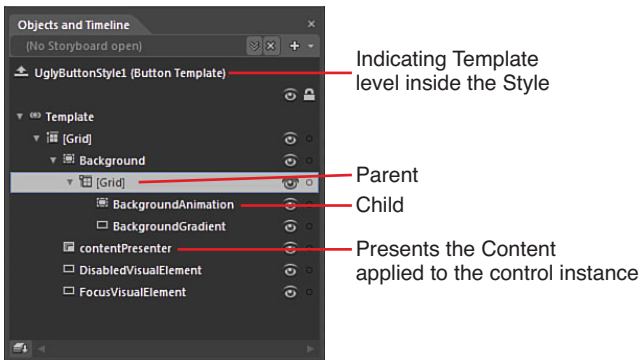 Objects and Timeline
(No Storyboard open)
UglyButtonStyle1 (Button Template)
Indicating Template
level inside the Style
Template
[Grid]
Background
[Grid]
Parent
BackgroundAnimation
Child
BackgroundGradient
contentPresenter
Presents the Content
applied to the control instance
DisabledVisualElement
FocusVisualElement